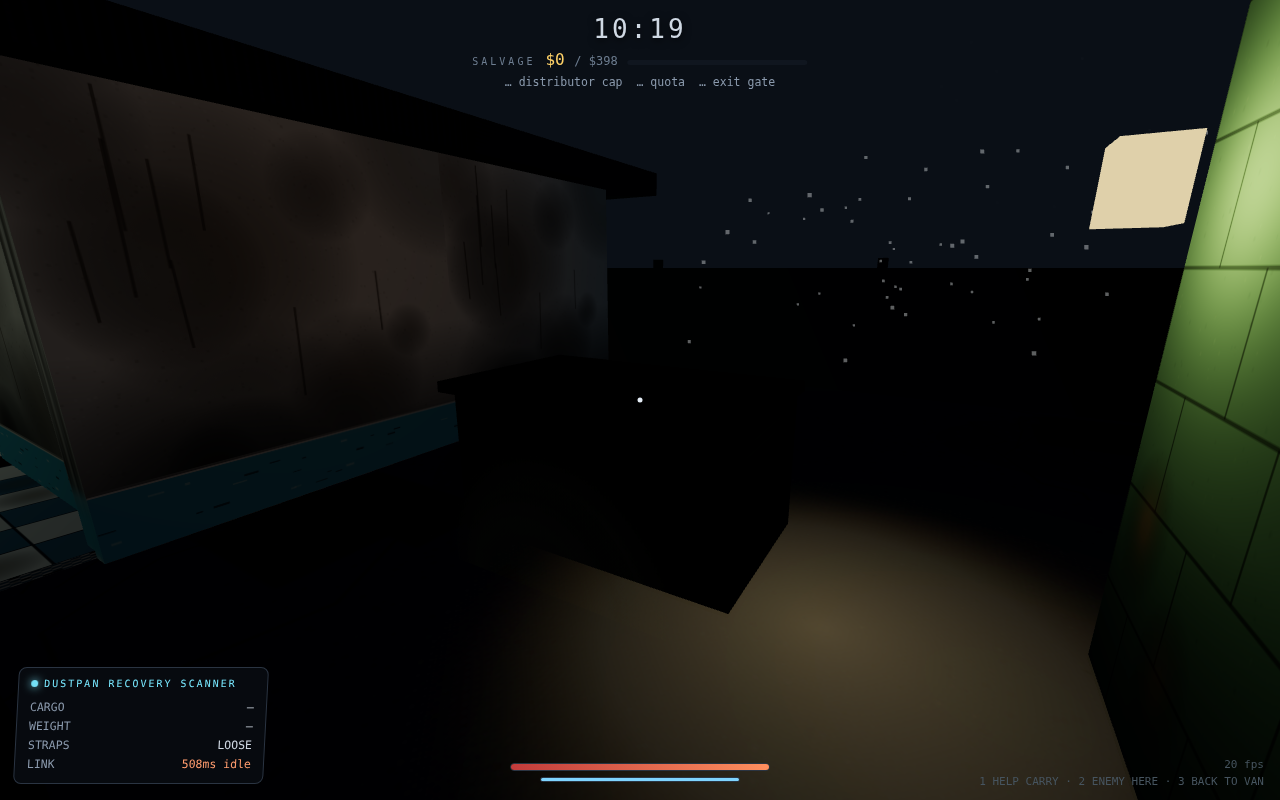 10:19
SALVAGE $0 / $398
… distributor cap … quota … exit gate
DUSTPAN RECOVERY SCANNER
CARGO —
WEIGHT —
STRAPS LOOSE
LINK 508ms idle
20 fps
1 HELP CARRY · 2 ENEMY HERE · 3 BACK TO VAN